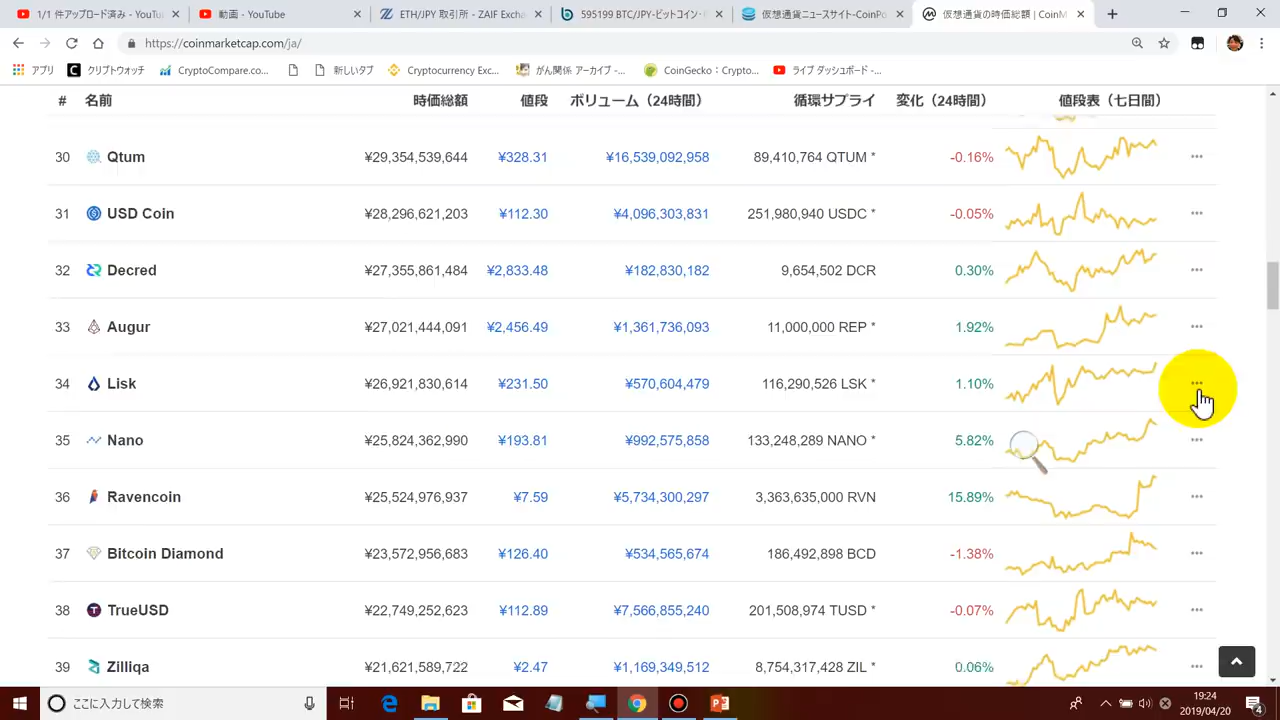 1/1 件アップロード - YouTu
動画 - YouTube
ETH/JPY 取引所 - ZAIF Excha
595199 BTC/JPY-ビットコイン・
仮想通貨ニュースサイト-CoinPo
仮想通貨の時価総額 | CoinM
https://coinmarketcap.com/ja/
アプリ
クリプトウォッチ
CryptoCompare.co...
新しいタブ
Cryptocurrency Exc...
がん関係 アーカイブ -...
CoinGecko：Crypto...
ライブ ダッシュボード -...
# 名前 時価総額 値段 ボリューム（24時間） 循環サプライ 変化（24時間） 値段表（七日間）
30 Qtum ¥29,354,539,644 ¥328.31 ¥16,539,092,958 89,410,764 QTUM * -0.16%
31 USD Coin ¥28,296,621,203 ¥112.30 ¥4,096,303,831 251,980,940 USDC * -0.05%
32 Decred ¥27,355,861,484 ¥2,833.48 ¥182,830,182 9,654,502 DCR 0.30%
33 Augur ¥27,021,444,091 ¥2,456.49 ¥1,361,736,093 11,000,000 REP * 1.92%
34 Lisk ¥26,921,830,614 ¥231.50 ¥570,604,479 116,290,526 LSK * 1.10%
35 Nano ¥25,824,362,990 ¥193.81 ¥992,575,858 133,248,289 NANO * 5.82%
36 Ravencoin ¥25,524,976,937 ¥7.59 ¥5,734,300,297 3,363,635,000 RVN 15.89%
37 Bitcoin Diamond ¥23,572,956,683 ¥126.40 ¥534,565,674 186,492,898 BCD -1.38%
38 TrueUSD ¥22,749,252,623 ¥112.89 ¥7,566,855,240 201,508,974 TUSD * -0.07%
39 Zilliqa ¥21,621,589,722 ¥2.47 ¥1,169,349,512 8,754,317,428 ZIL * 0.06%
ここに入力して検索
19:24
2019/04/20
4